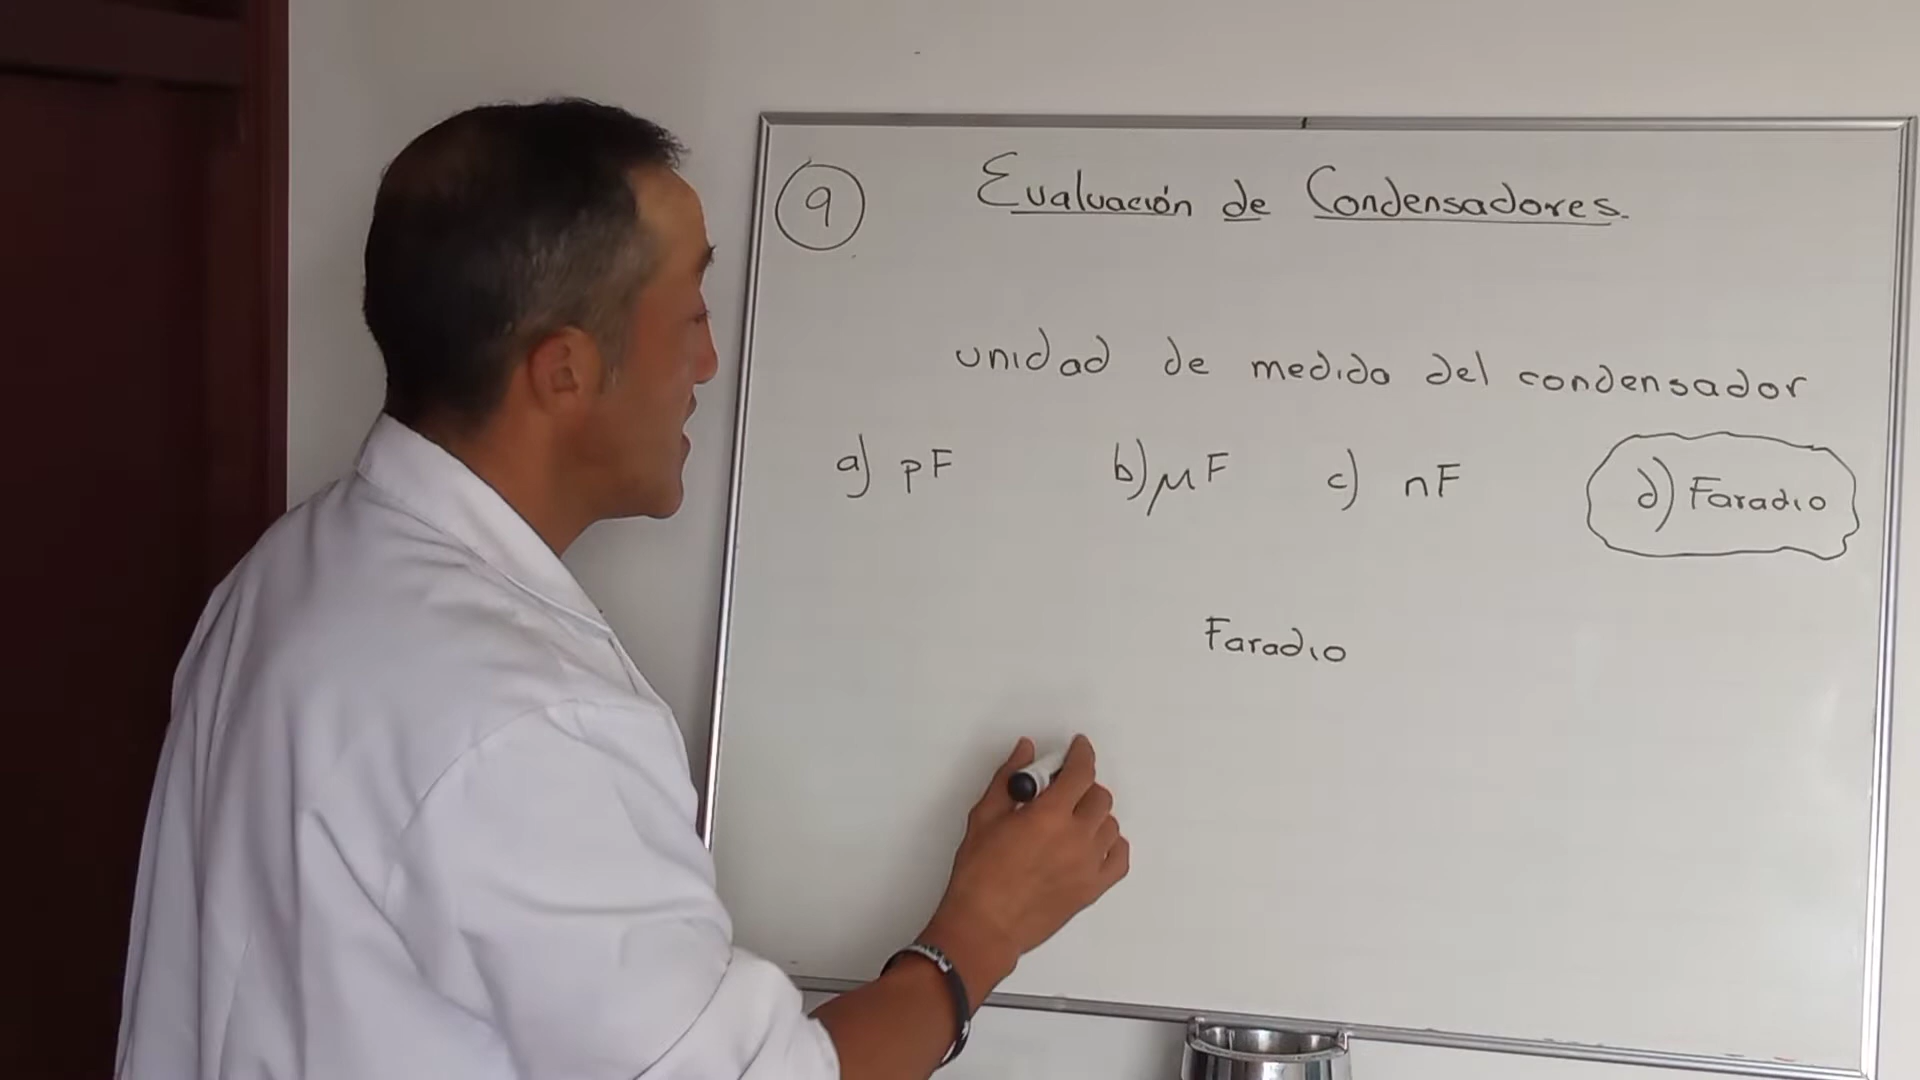 9
Evaluación de Condensadores.
unidad de medida del condensador
a) pF b) μF c) nF d) Faradio
Faradio